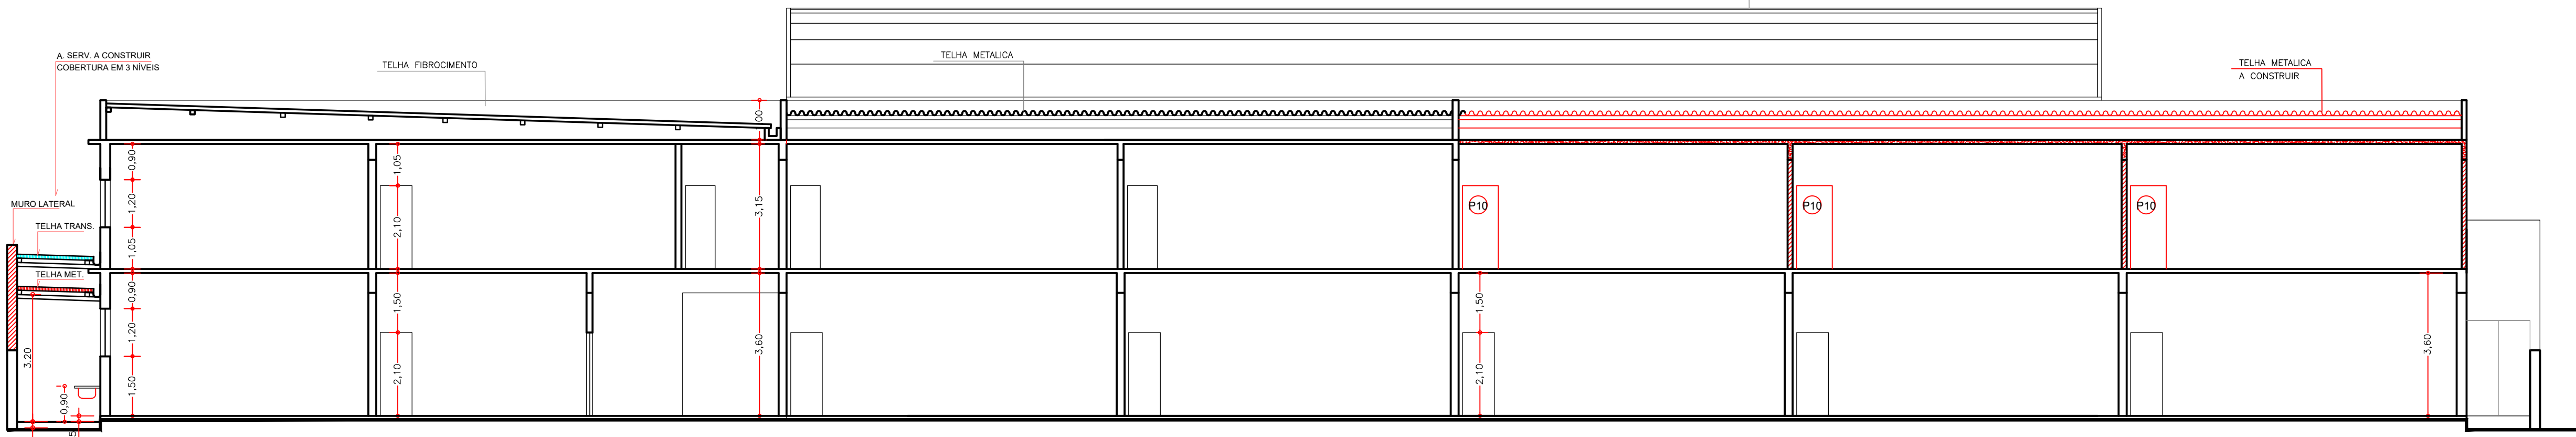 A. SERV. A CONSTRUIR
COBERTURA EM 3 NÍVEIS
TELHA FIBROCIMENTO
TELHA METALICA
TELHA METALICA
A CONSTRUIR
MURO LATERAL
TELHA TRANS.
TELHA MET.
0,90
1,20
1,05
0,90
1,20
1,50
3,20
0,90
1,05
2,10
1,50
2,10
3,15
3,60
P10
P10
P10
1,50
2,10
3,60